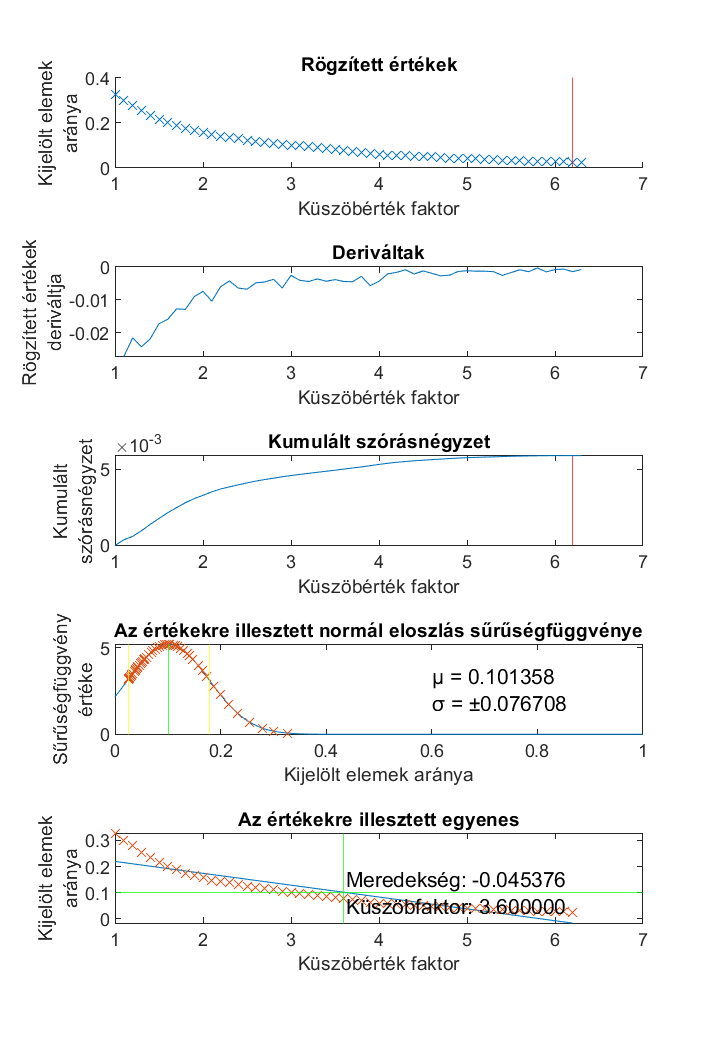 Rögzített értékek
Kijelölt elemek
aránya
0.4
0.2
0
1 2 3 4 5 6 7
Küszöbérték faktor
Deriváltak
Rögzített értékek
deriváltja
0
-0.01
-0.02
1 2 3 4 5 6 7
Küszöbérték faktor
Kumulált szórásnégyzet
×10-3
Kumulált
szórásnégyzet
5
0
1 2 3 4 5 6 7
Küszöbérték faktor
Az értékekre illesztett normál eloszlás sűrűségfüggvénye
Sűrűségfüggvény
értéke
5
0
μ = 0.101358
σ = ±0.076708
0 0.2 0.4 0.6 0.8 1
Kijelölt elemek aránya
Az értékekre illesztett egyenes
Kijelölt elemek
aránya
0.3
0.2
0.1
0
Meredekség: -0.045376
Küszöbfaktor: 3.600000
1 2 3 4 5 6 7
Küszöbérték faktor